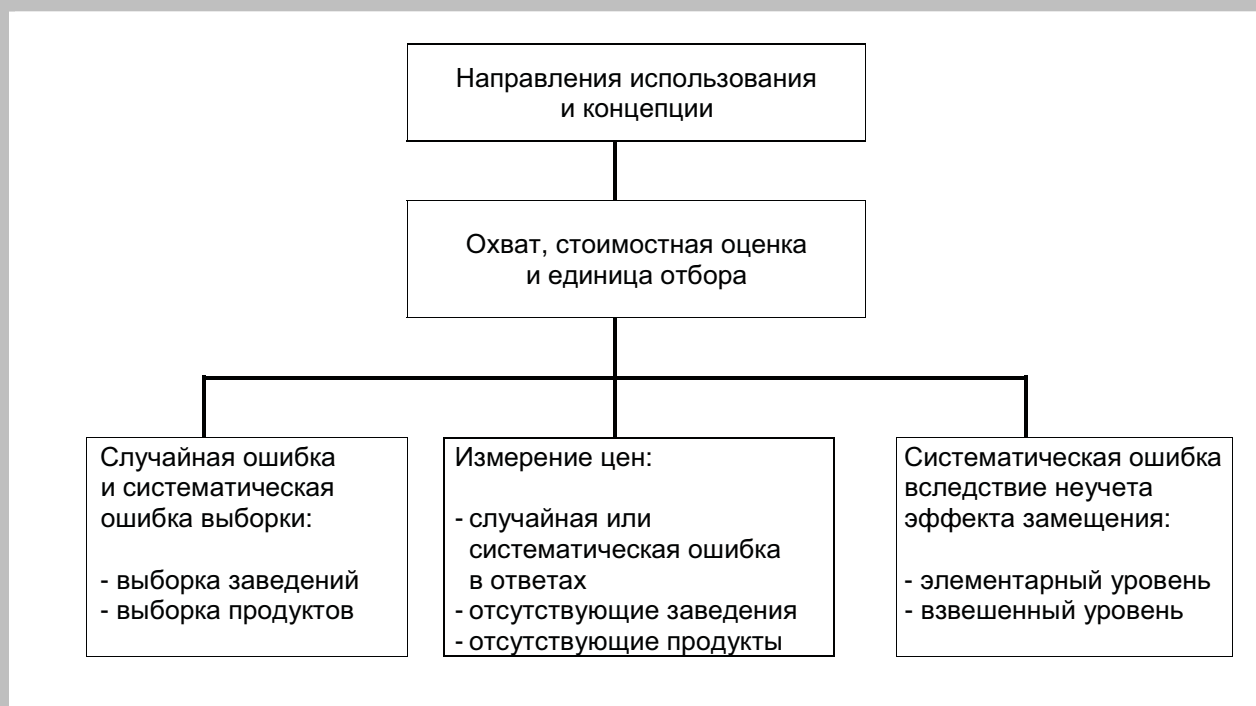 Направления использования
и концепции
Охват, стоимостная оценка
и единица отбора
Случайная ошибка
и систематическая
ошибка выборки:
- выборка заведений
- выборка продуктов
Измерение цен:
- случайная или
систематическая ошибка
в ответах
- отсутствующие заведения
- отсутствующие продукты
Систематическая ошибка
вследствие неучета
эффекта замещения:
- элементарный уровень
- взвешенный уровень